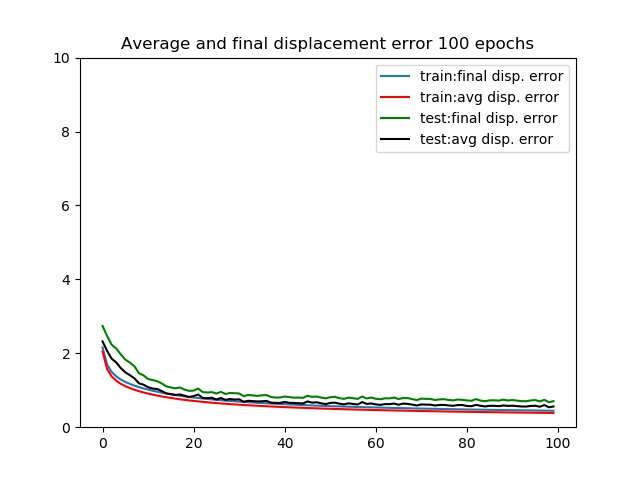 Average and final displacement error 100 epochs
10
8
6
4
2
0
train:final disp. error
train:avg disp. error
test:final disp. error
test:avg disp. error
0 20 40 60 80 100